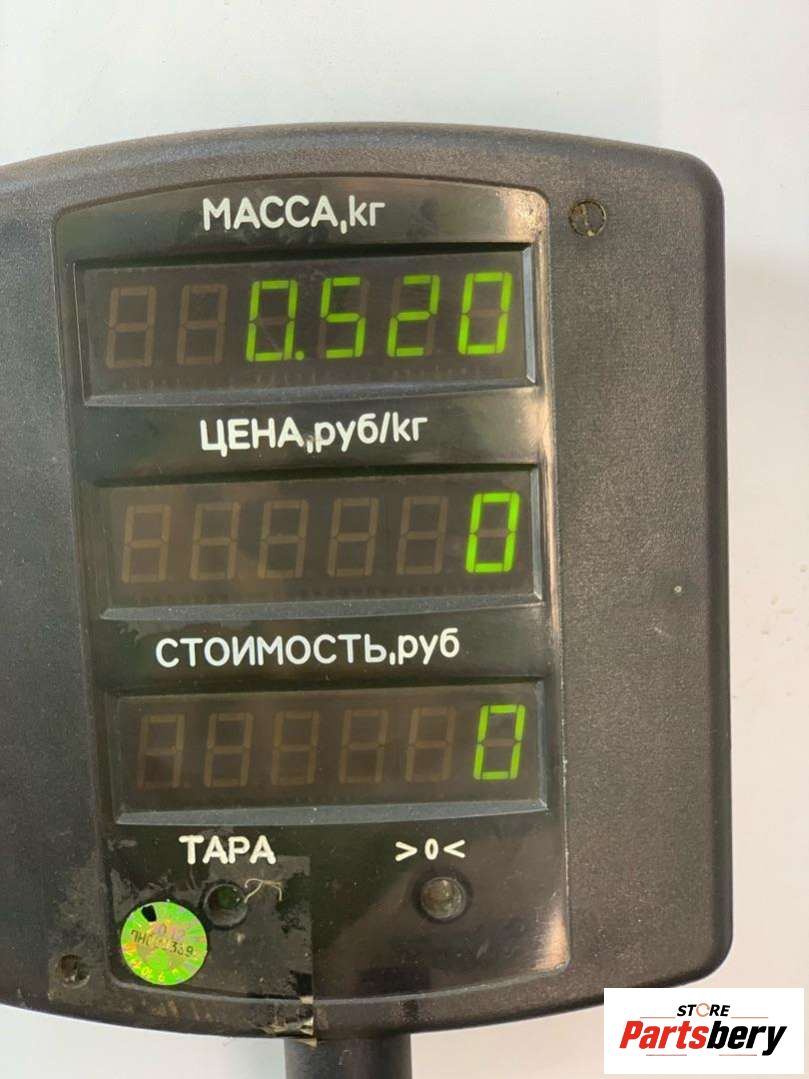 МАССА,кг
0.520
ЦЕНА,руб/кг
0
СТОИМОСТЬ,руб
0
ТАРА >0<
STORE
Partsbery